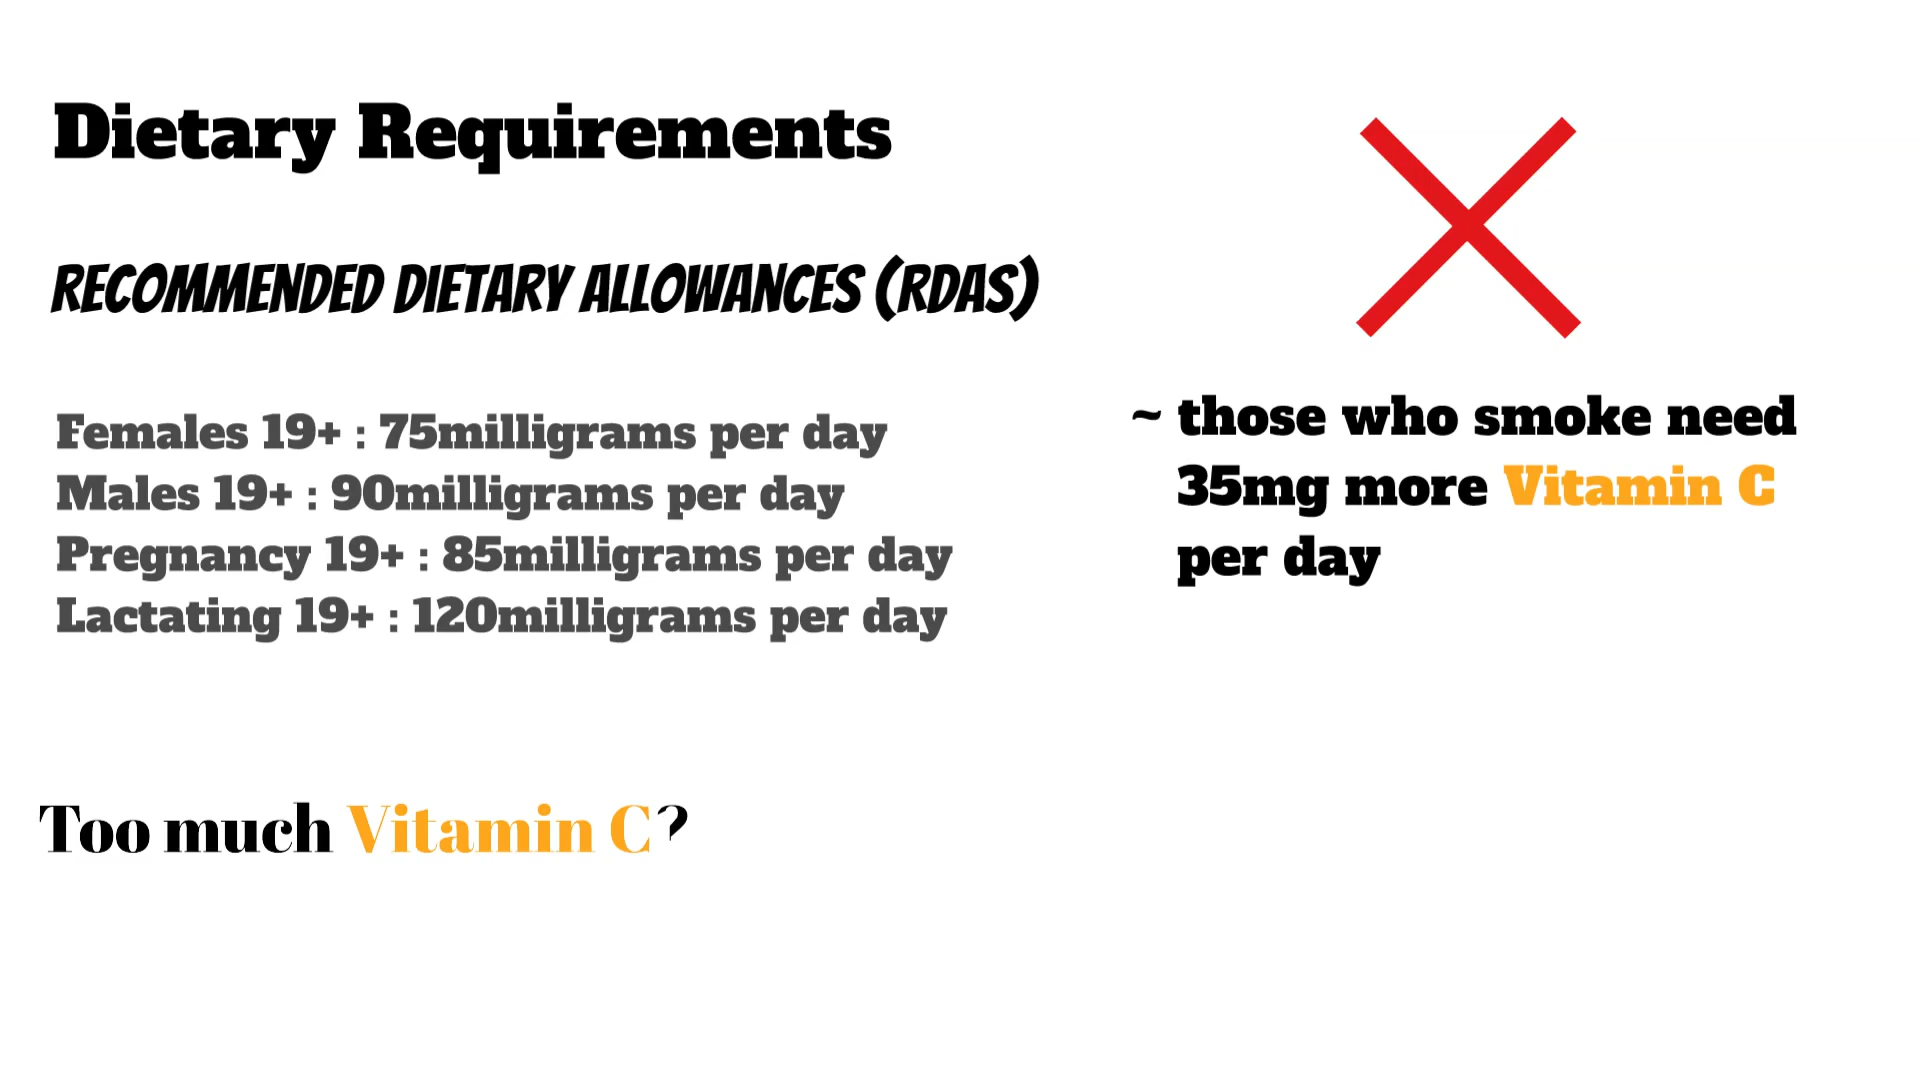 Dietary Requirements
RECOMMENDED DIETARY ALLOWANCES (RDAS)
Females 19+ : 75milligrams per day
Males 19+ : 90milligrams per day
Pregnancy 19+ : 85milligrams per day
Lactating 19+ : 120milligrams per day
~ those who smoke need
35mg more Vitamin C
per day
Too much Vitamin C?